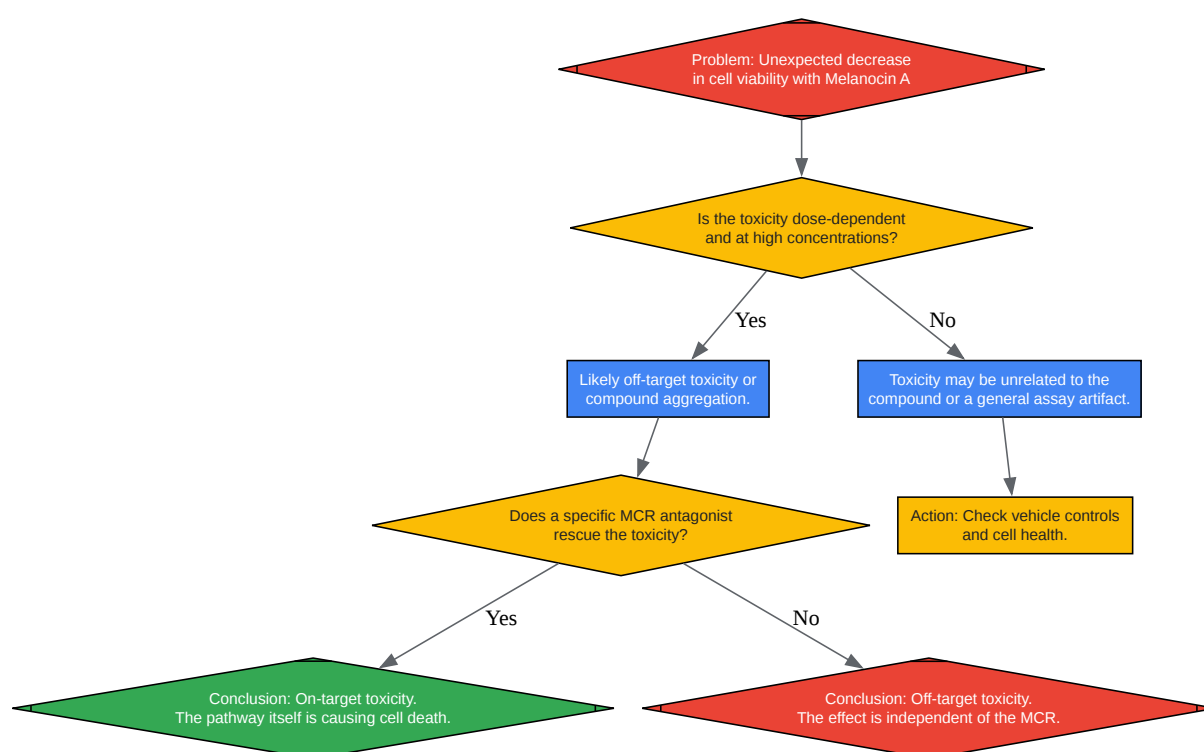 Problem: Unexpected decrease
in cell viability with Melanocin A
Is the toxicity dose-dependent
and at high concentrations?
Yes
No
Likely off-target toxicity or
compound aggregation.
Toxicity may be unrelated to the
compound or a general assay artifact.
Does a specific MCR antagonist
rescue the toxicity?
Action: Check vehicle controls
and cell health.
Yes
No
Conclusion: On-target toxicity.
The pathway itself is causing cell death.
Conclusion: Off-target toxicity.
The effect is independent of the MCR.